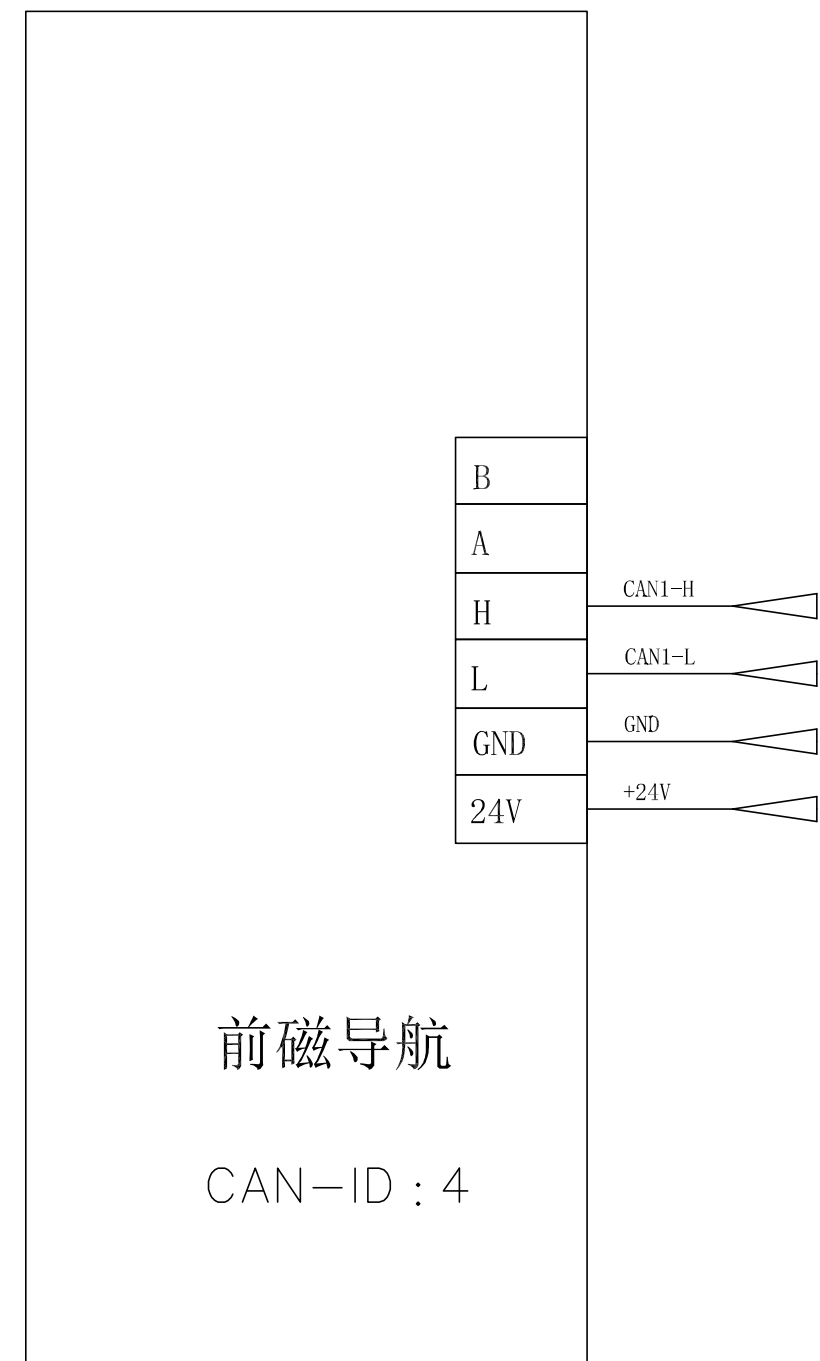 B
A
H CAN1-H
L CAN1-L
GND GND
24V +24V
前磁导航
CAN-ID:4